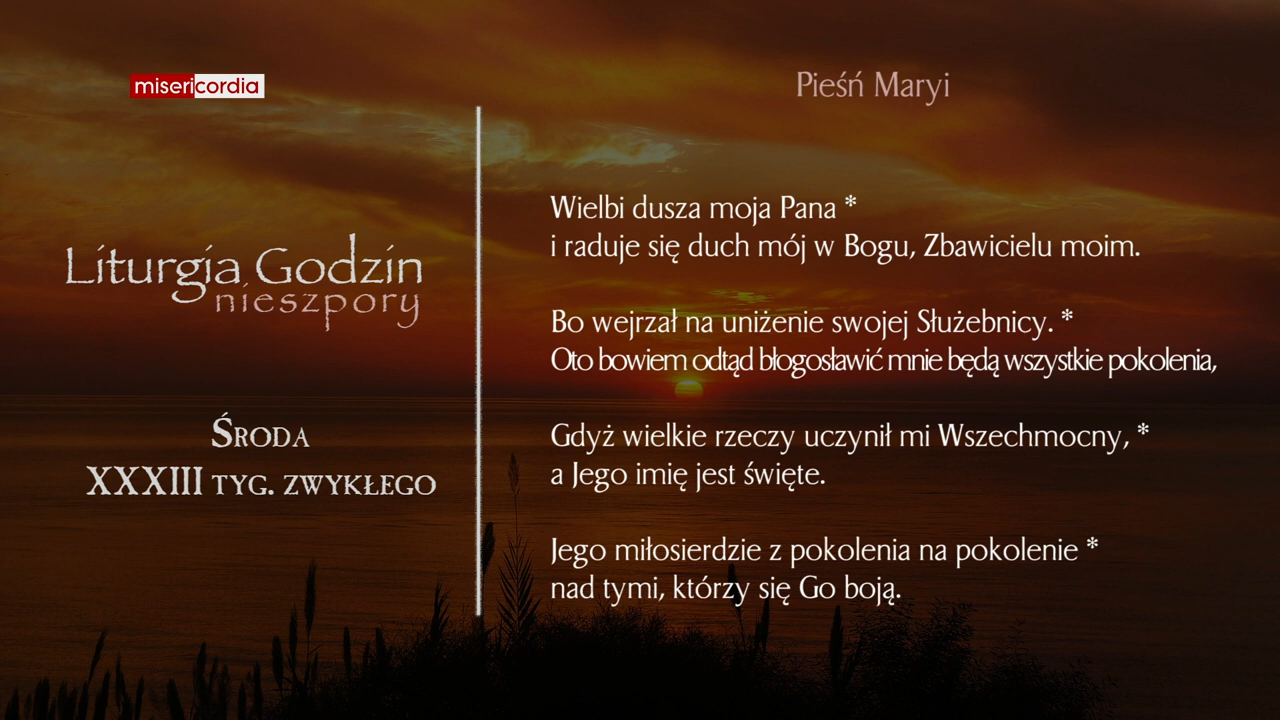 misericordia
Liturgia Godzin
nieszpory
Środa
XXXIII tyg. zwykłego
Pieśń Maryi
Wielbi dusza moja Pana *
i raduje się duch mój w Bogu, Zbawicielu moim.
Bo wejrzał na uniżenie swojej Służebnicy. *
Oto bowiem odtąd błogosławić mnie będą wszystkie pokolenia,
Gdyż wielkie rzeczy uczynił mi Wszechmocny, *
a Jego imię jest święte.
Jego miłosierdzie z pokolenia na pokolenie *
nad tymi, którzy się Go boją.